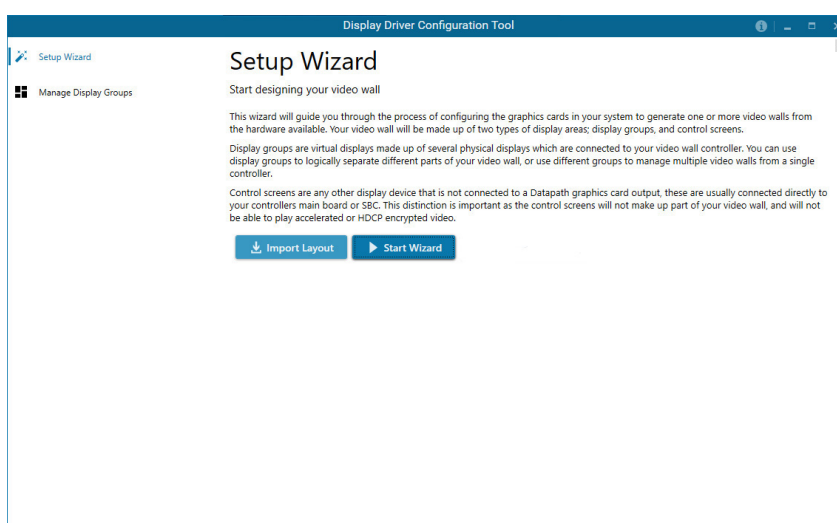 Display Driver Configuration Tool
Setup Wizard
Manage Display Groups
Setup Wizard
Start designing your video wall
This wizard will guide you through the process of configuring the graphics cards in your system to generate one or more video walls from
the hardware available. Your video wall will be made up of two types of display areas; display groups, and control screens.
Display groups are virtual displays made up of several physical displays which are connected to your video wall controller. You can use
display groups to logically separate different parts of your video wall, or use different groups to manage multiple video walls from a single
controller.
Control screens are any other display device that is not connected to a Datapath graphics card output, these are usually connected directly to
your controllers main board or SBC. This distinction is important as the control screens will not make up part of your video wall, and will not
be able to play accelerated or HDCP encrypted video.
Import Layout
Start Wizard